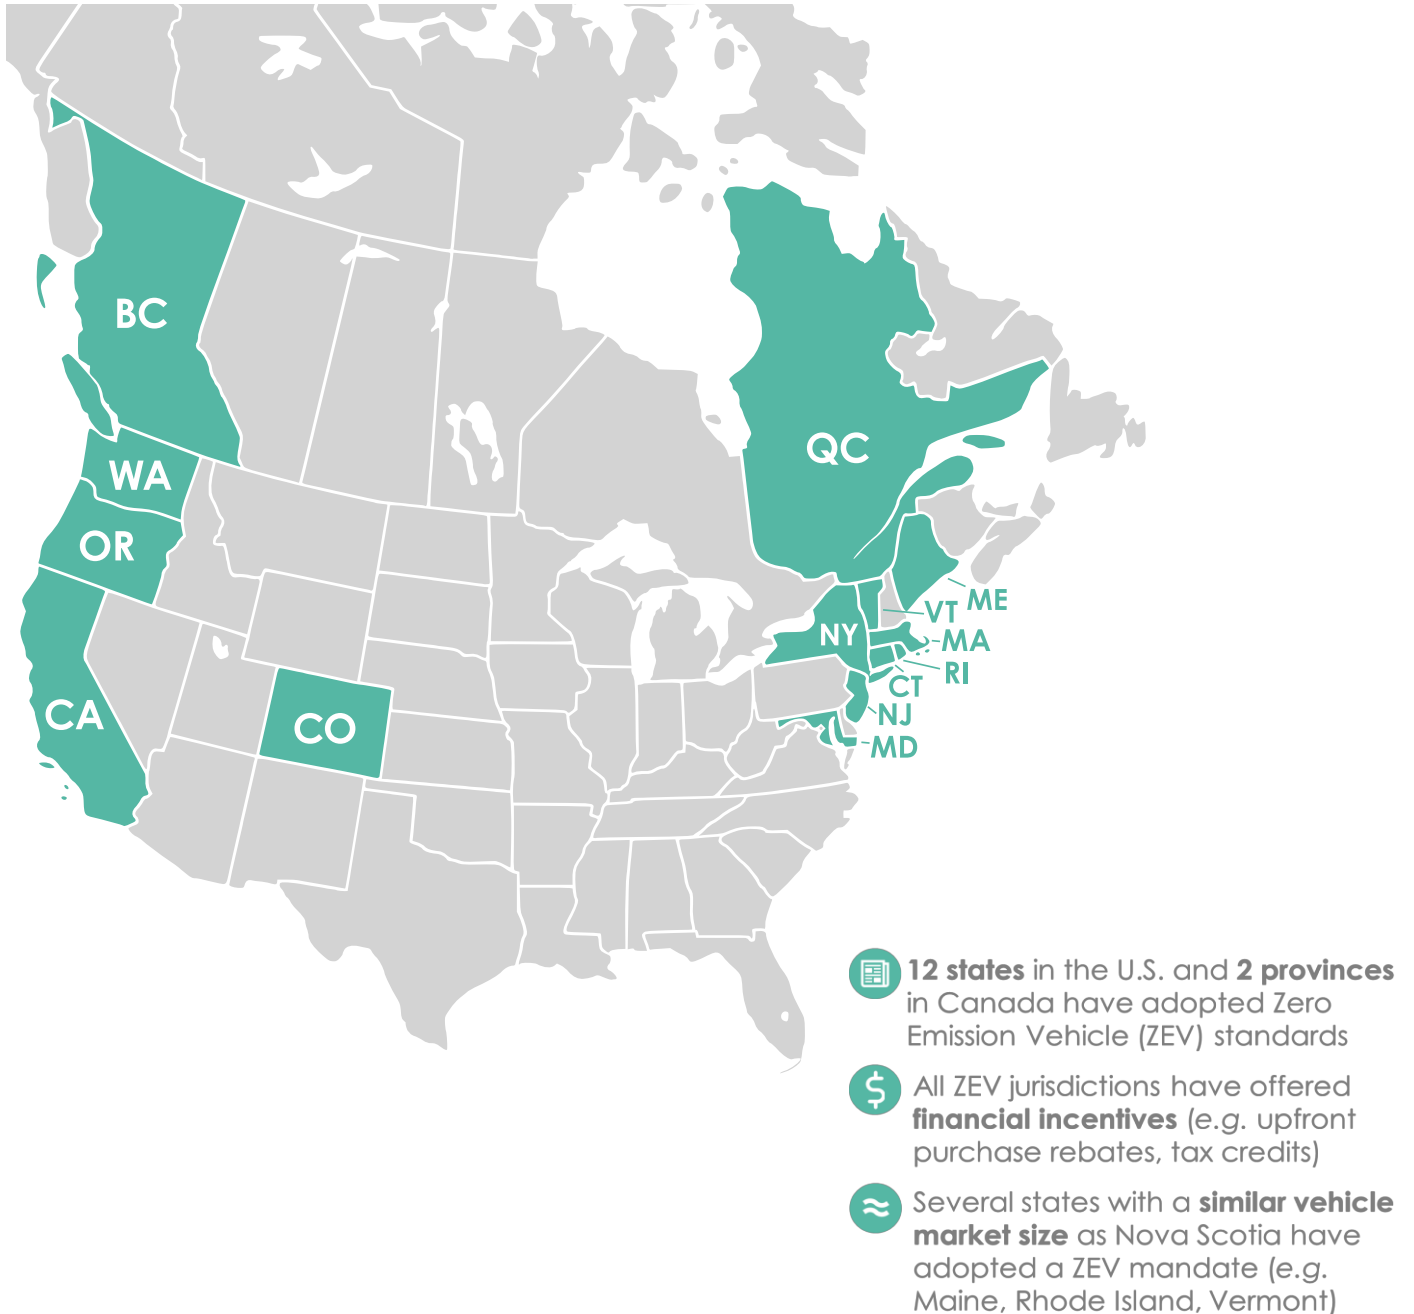 BC
QC
WA
OR
ME
VT
NY
MA
RI
CT
CA
NJ
CO
MD
12 states in the U.S. and 2 provinces
in Canada have adopted Zero
Emission Vehicle (ZEV) standards
All ZEV jurisdictions have offered
financial incentives (e.g. upfront
purchase rebates, tax credits)
Several states with a similar vehicle
market size as Nova Scotia have
adopted a ZEV mandate (e.g.
Maine, Rhode Island, Vermont)